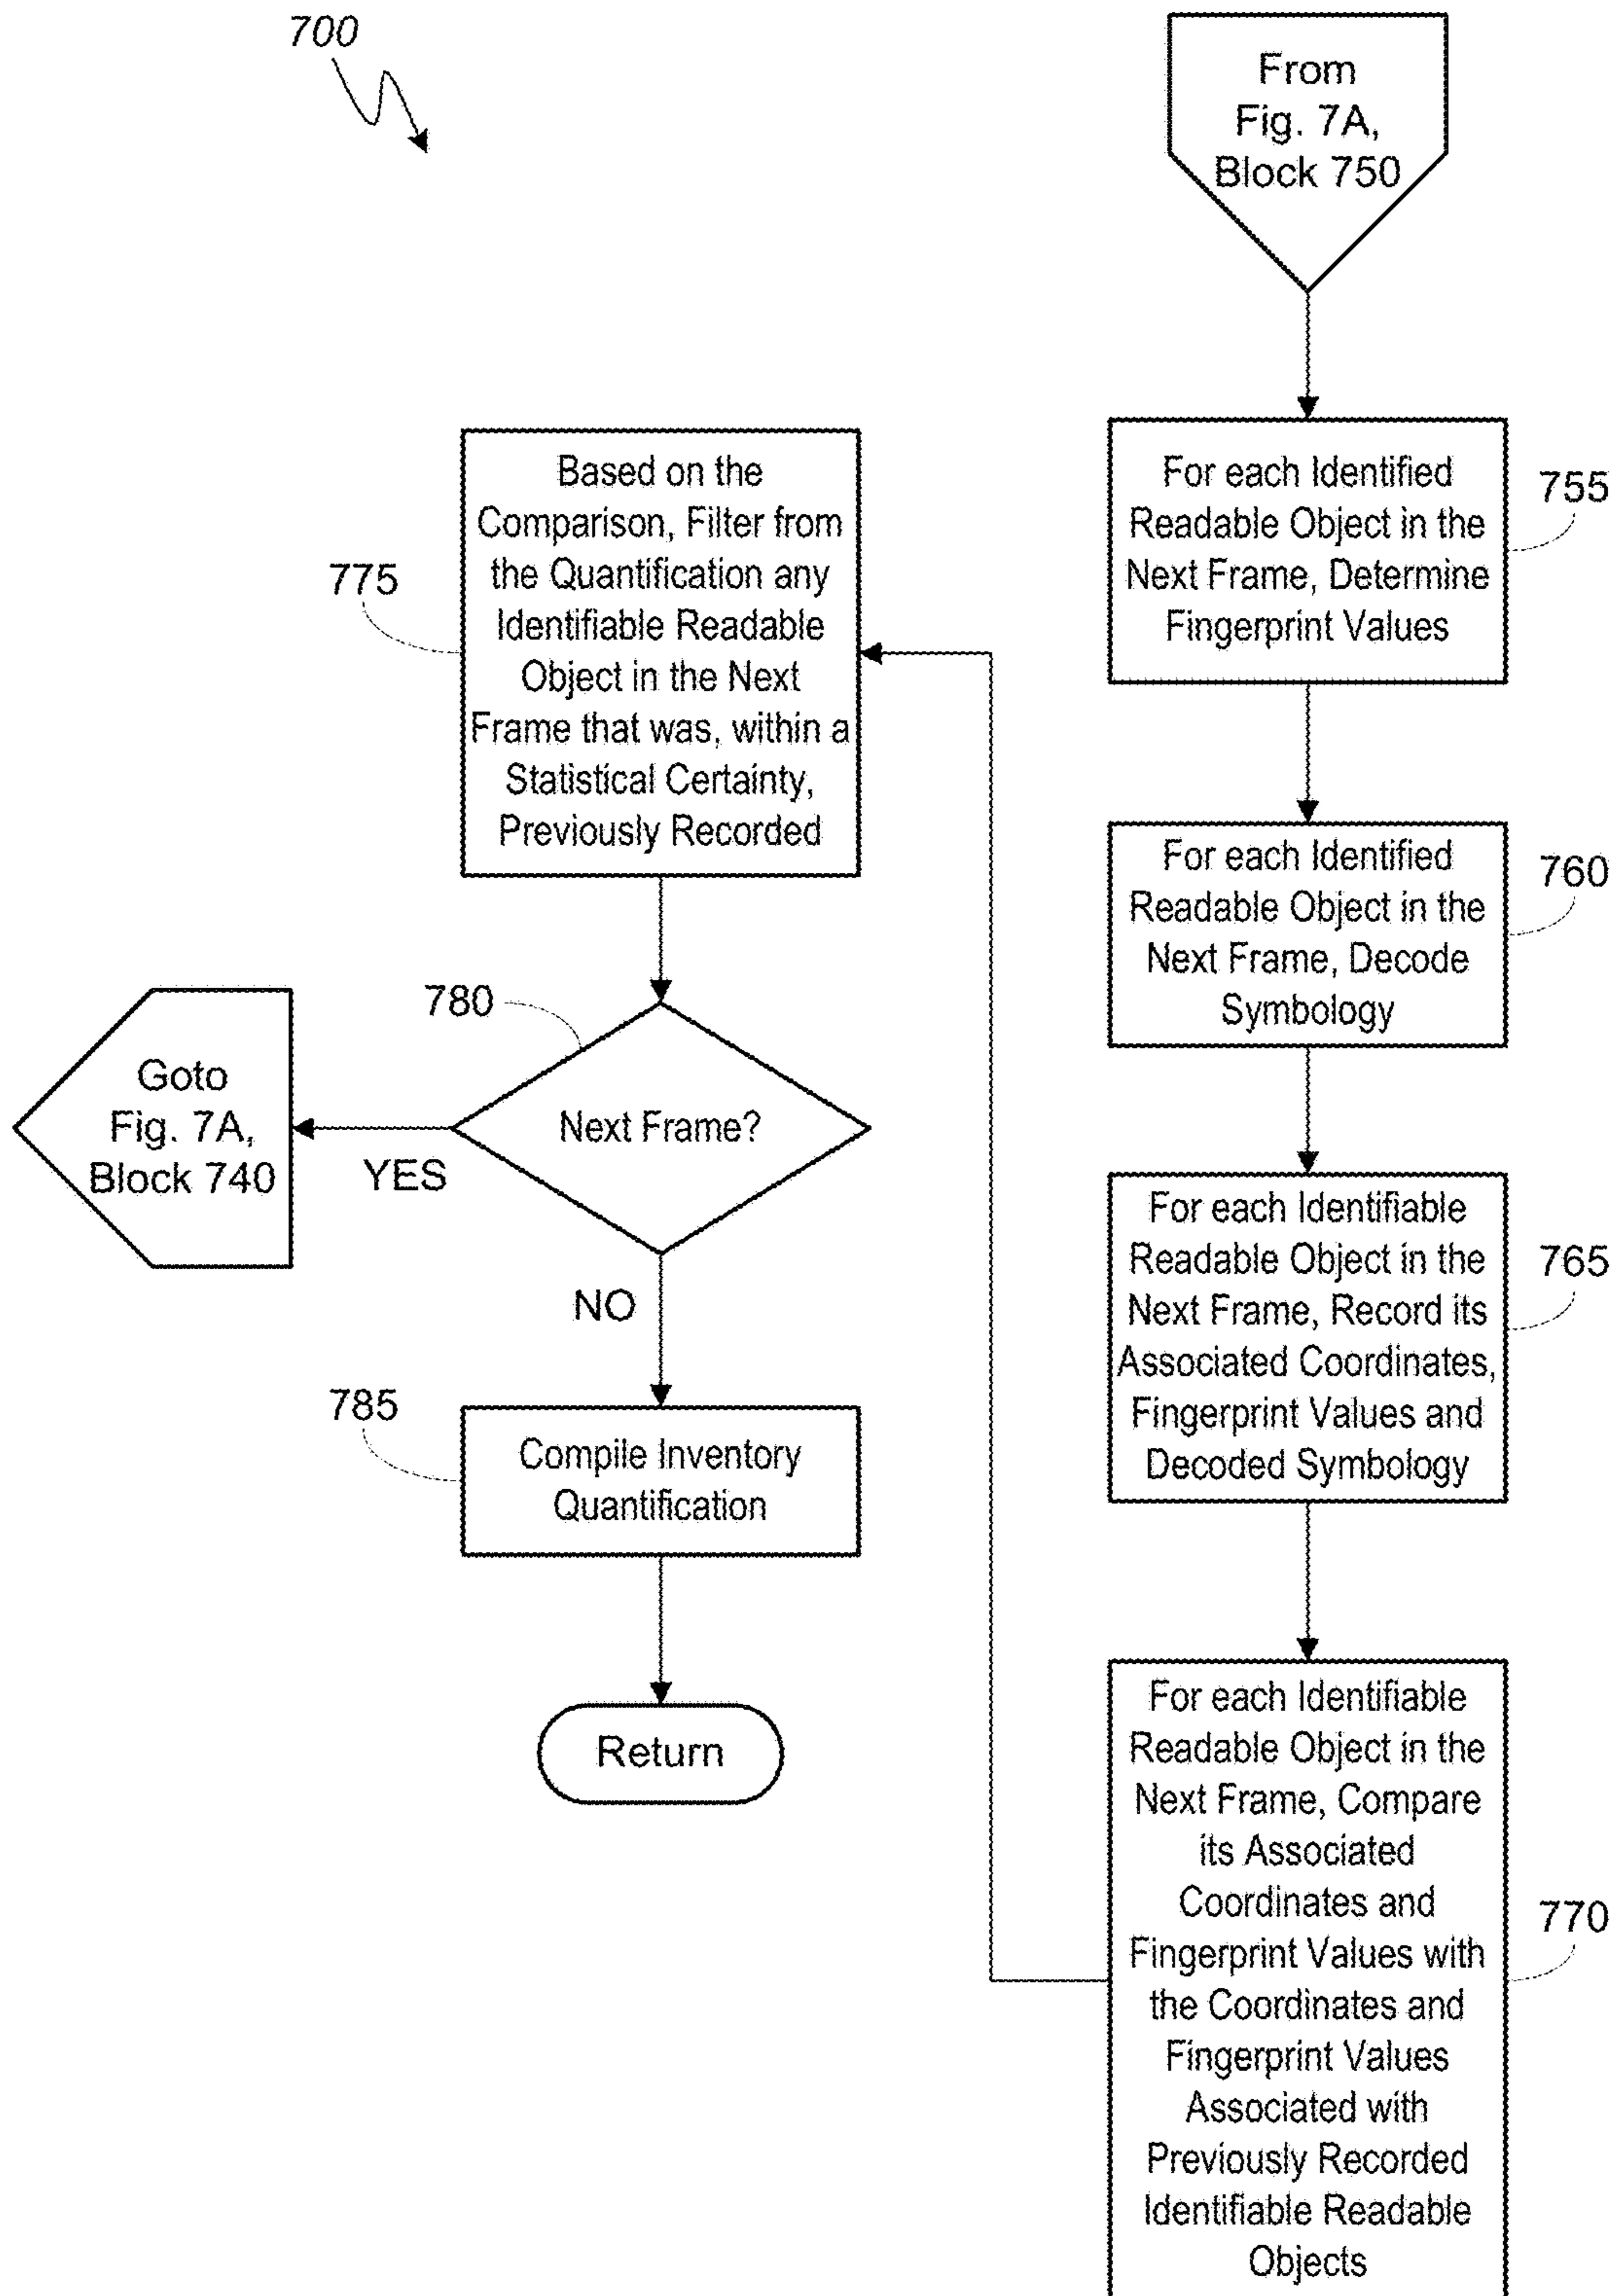 700
From
Fig. 7A,
Block 750
For each Identified
Readable Object in the
Next Frame, Determine
Fingerprint Values
755
For each Identified
Readable Object in the
Next Frame, Decode
Symbology
760
For each Identifiable
Readable Object in the
Next Frame, Record its
Associated Coordinates,
Fingerprint Values and
Decoded Symbology
765
For each Identifiable
Readable Object in the
Next Frame, Compare
its Associated
Coordinates and
Fingerprint Values with
the Coordinates and
Fingerprint Values
Associated with
Previously Recorded
Identifiable Readable
Objects
770
Based on the
Comparison, Filter from
the Quantification any
Identifiable Readable
Object in the Next
Frame that was, within a
Statistical Certainty,
Previously Recorded
775
780
Next Frame?
YES
Goto
Fig. 7A,
Block 740
NO
785
Compile Inventory
Quantification
Return